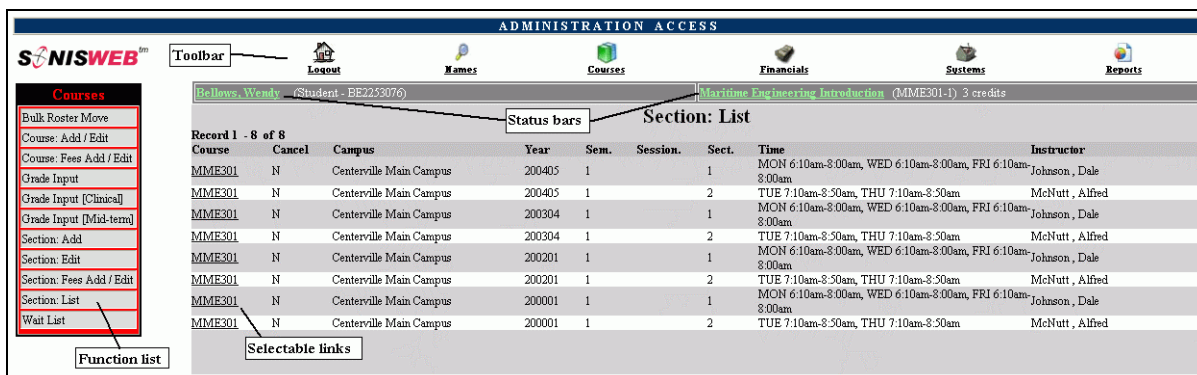 ADMINISTRATION ACCESS
SONISWEB tm
Toolbar
Logout Names Courses Financials Systems Reports
Courses
Bulk Roster Move
Course: Add / Edit
Course: Fees Add / Edit
Grade Input
Grade Input [Clinical]
Grade Input [Mid-term]
Section: Add
Section: Edit
Section: Fees Add / Edit
Section: List
Wait List
Function list
Bellows, Wendy (Student - BE2253076) Maritime Engineering Introduction (MME301-1) 3 credits
Status bars
Section: List
Record 1 - 8 of 8
Course Cancel Campus Year Sem. Session. Sect. Time Instructor
MME301 N Centerville Main Campus 200405 1 1 MON 6:10am-8:00am, WED 6:10am-8:00am, FRI 6:10am-8:00am Johnson , Dale
MME301 N Centerville Main Campus 200405 1 2 TUE 7:10am-8:50am, THU 7:10am-8:50am McNutt , Alfred
MME301 N Centerville Main Campus 200304 1 1 MON 6:10am-8:00am, WED 6:10am-8:00am, FRI 6:10am-8:00am Johnson , Dale
MME301 N Centerville Main Campus 200304 1 2 TUE 7:10am-8:50am, THU 7:10am-8:50am McNutt , Alfred
MME301 N Centerville Main Campus 200201 1 1 MON 6:10am-8:00am, WED 6:10am-8:00am, FRI 6:10am-8:00am Johnson , Dale
MME301 N Centerville Main Campus 200201 1 2 TUE 7:10am-8:50am, THU 7:10am-8:50am McNutt , Alfred
MME301 N Centerville Main Campus 200001 1 1 MON 6:10am-8:00am, WED 6:10am-8:00am, FRI 6:10am-8:00am Johnson , Dale
MME301 N Centerville Main Campus 200001 1 2 TUE 7:10am-8:50am, THU 7:10am-8:50am McNutt , Alfred
Selectable links